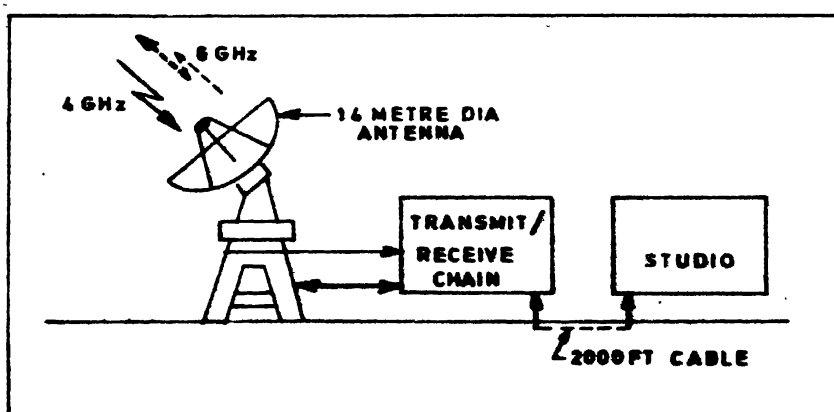 6 GHz
4 GHz
14 METRE DIA
ANTENNA
TRANSMIT/
RECEIVE
CHAIN
STUDIO
2000FT CABLE